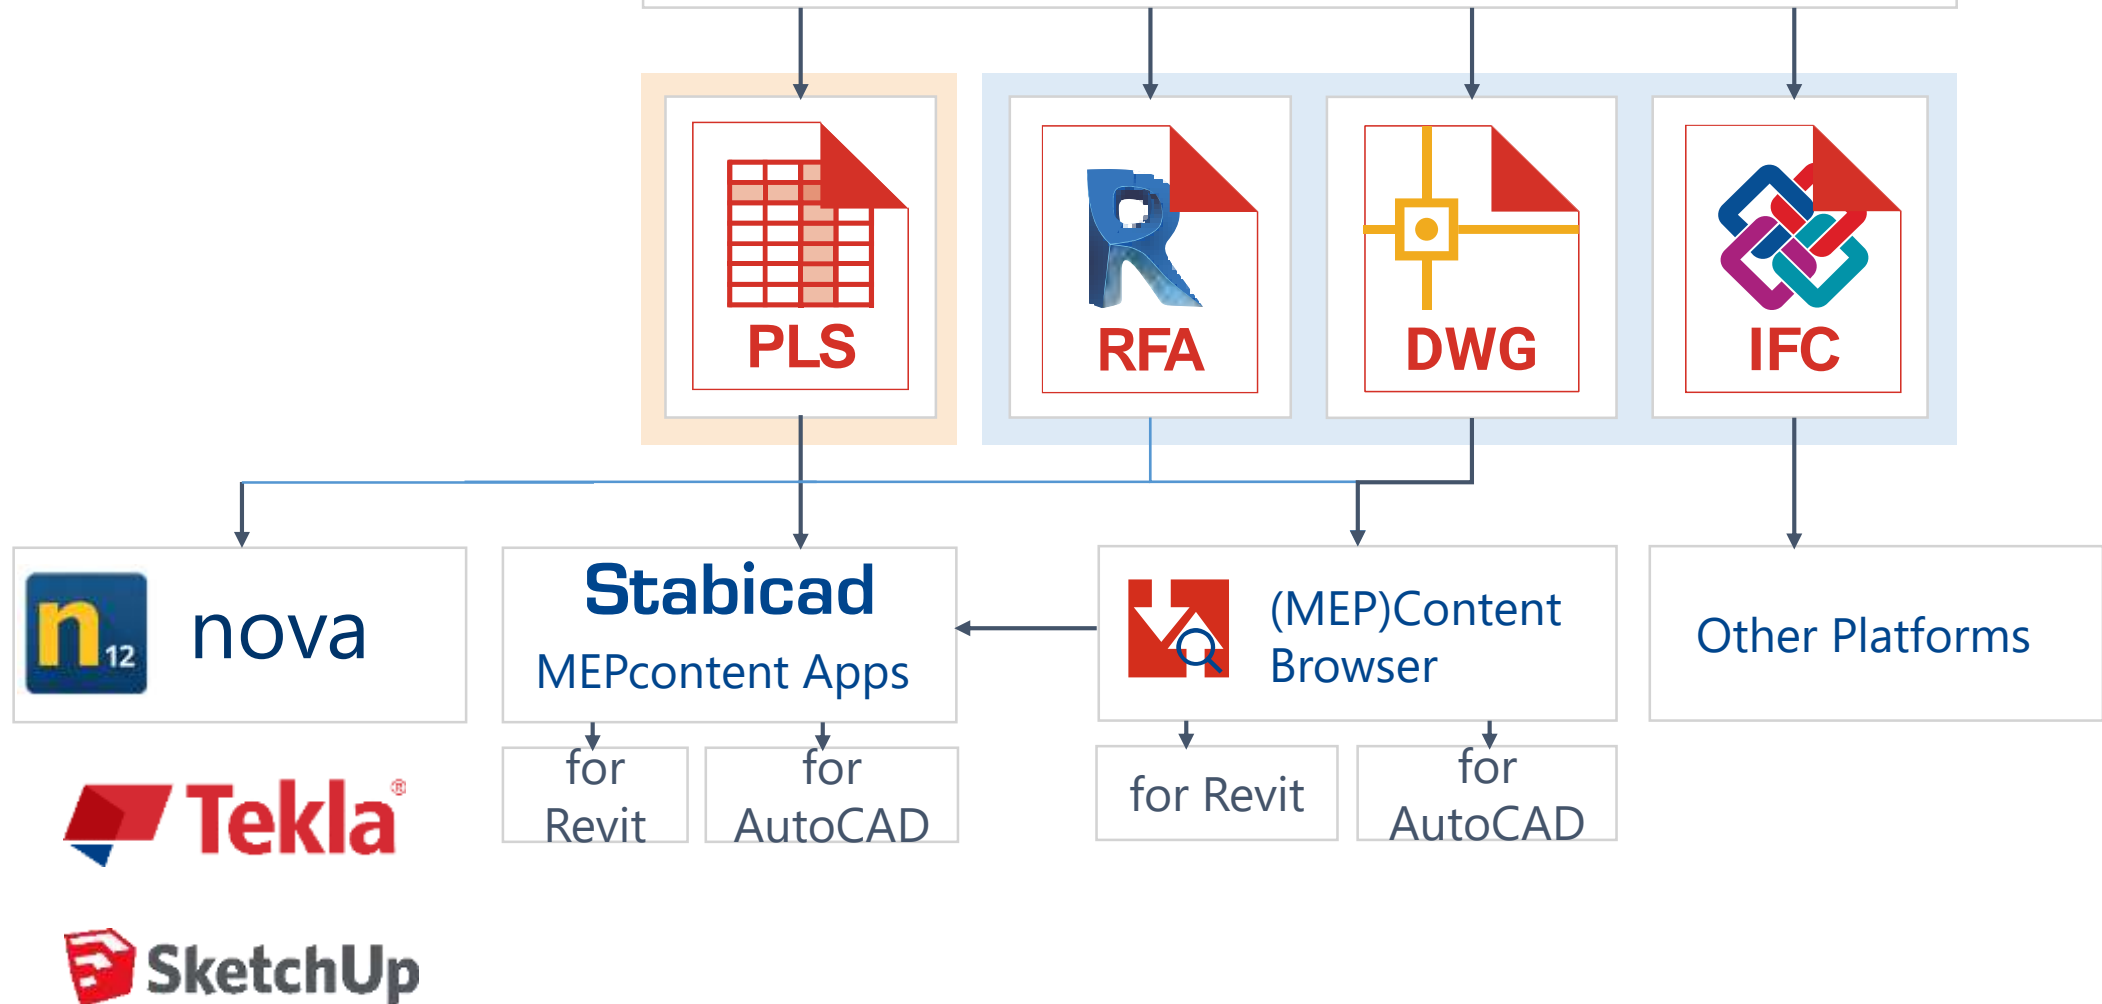 PLS
RFA
DWG
IFC
n12
nova
Stabicad
MEPcontent Apps
(MEP)Content
Browser
Other Platforms
for
Revit
for
AutoCAD
for Revit
for
AutoCAD
Tekla®
SketchUp